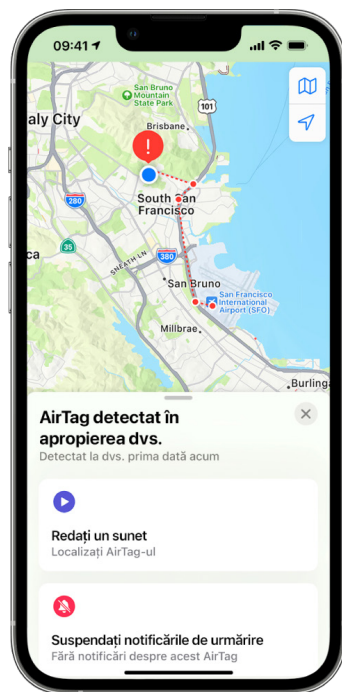 09:41
San Bruno
Mountain
State Park
101
aly City
Brisbane
280
South San
Francisco
35
ca
SNEATH LN
380
San Bruno
San Francisco
International
Airport (SFO)
Millbrae
Burling
AirTag detectat în
apropierea dvs.
Detectat la dvs. prima dată acum
Redați un sunet
Localizați AirTag-ul
Suspendați notificările de urmărire
Fără notificări despre acest AirTag